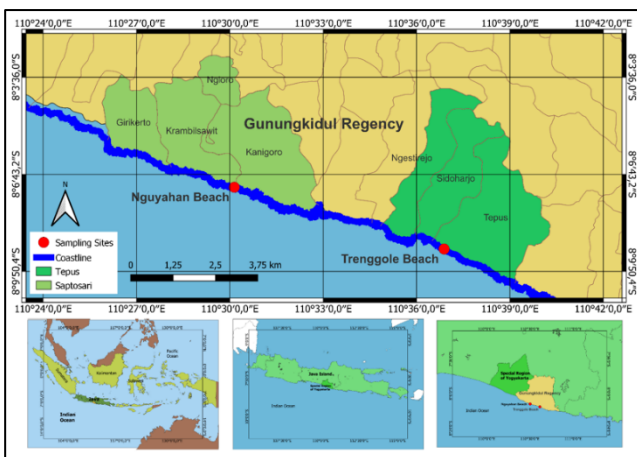 110°24'0,0"E 110°27'0,0"E 110°30'0,0"E 110°33'0,0"E 110°36'0,0"E 110°39'0,0"E 110°42'0,0"E
8°3'36,0"S
8°3'36,0"S
Ngloro
Girikerto
Krambilsawit
Gunungkidul Regency
Kanigoro
Ngestirejo
Sidoharjo
8°6'43,2"S
8°6'43,2"S
N
Nguyahan Beach
Tepus
Sampling Sites
Coastline
Tepus
Saptosari
0 1,25 2,5 3,75 km
Trenggole Beach
8°9'50,4"S
8°9'50,4"S
110°24'0,0"E 110°27'0,0"E 110°30'0,0"E 110°33'0,0"E 110°36'0,0"E 110°39'0,0"E 110°42'0,0"E
Pacific
Ocean
Indian
Ocean
Java Island
Indian Ocean
Special Region
of Yogyakarta
Gunungkidul Regency
Nguyahan Beach
Trenggole Beach
Indian Ocean